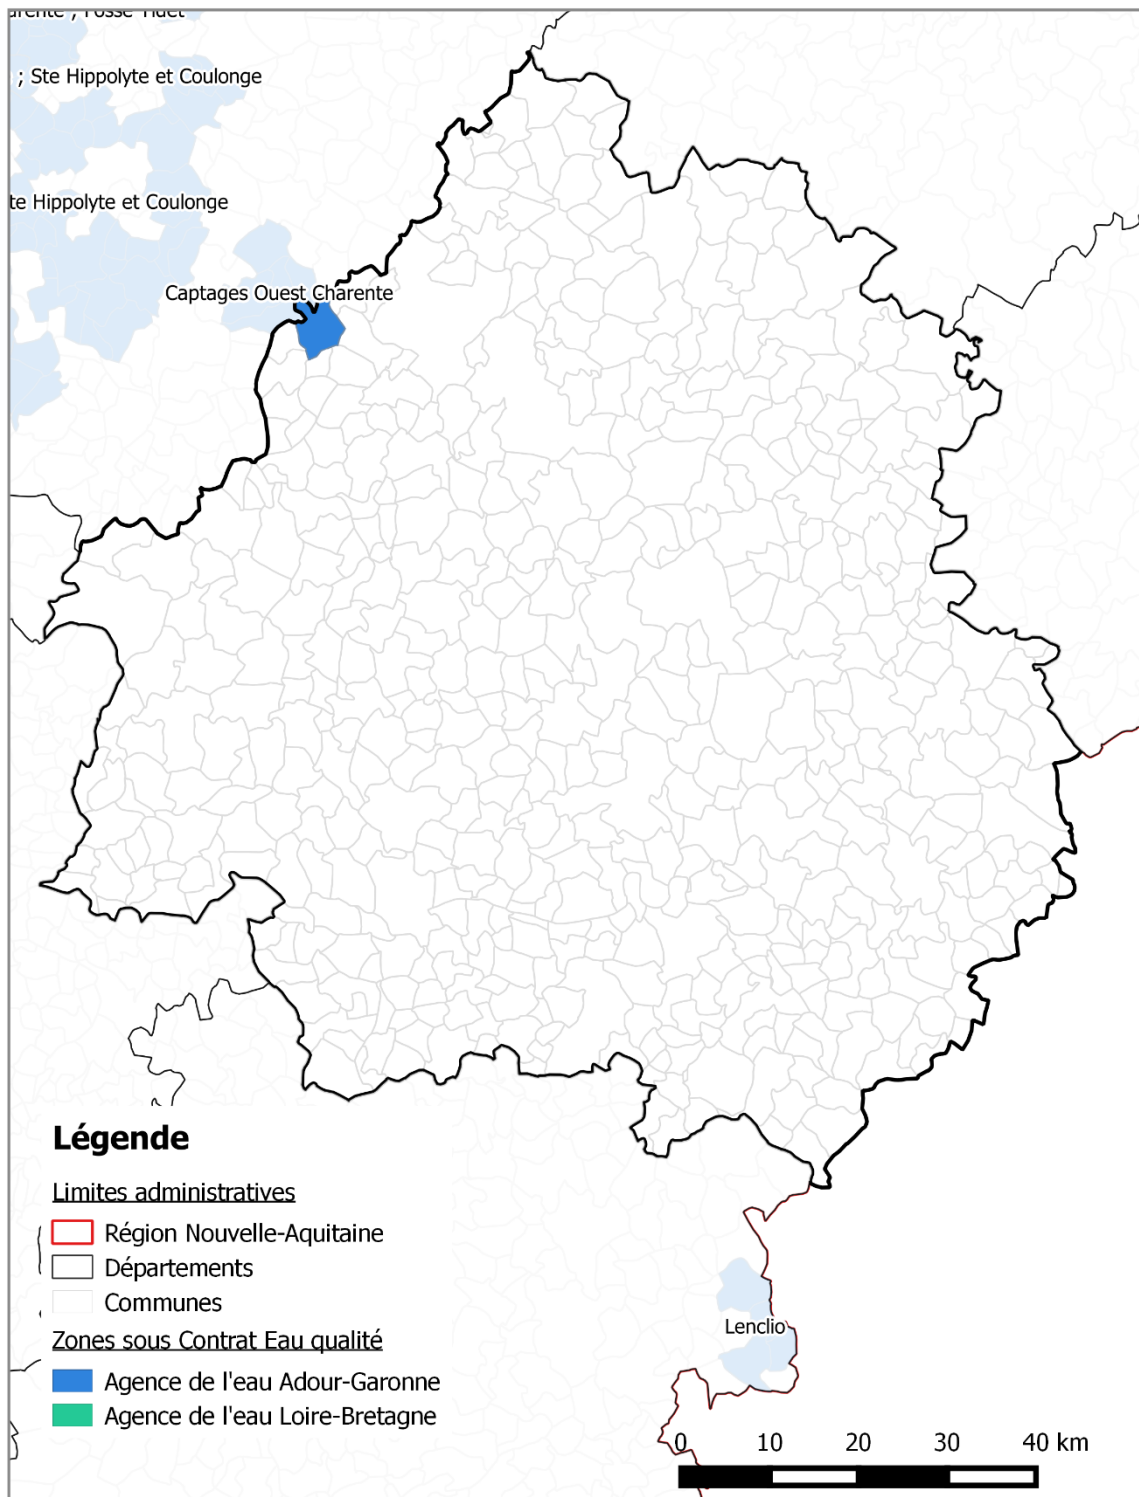 ; Ste Hippolyte et Coulonge
te Hippolyte et Coulonge
Captages Ouest Charente
Légende
Limites administratives
Région Nouvelle-Aquitaine
Départements
Communes
Zones sous Contrat Eau qualité
Agence de l'eau Adour-Garonne
Agence de l'eau Loire-Bretagne
Lenclio
0 10 20 30 40 km